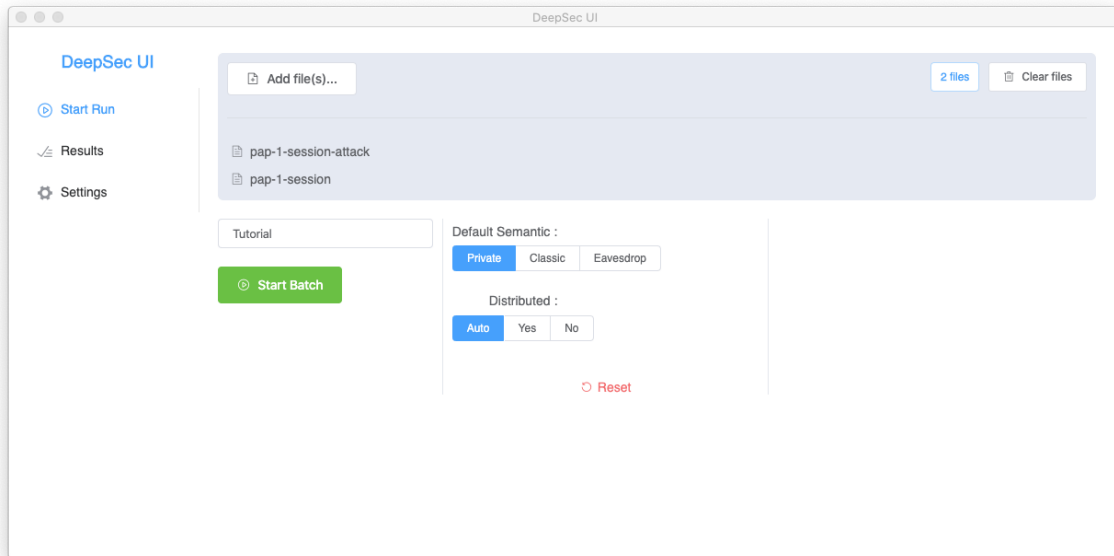 DeepSec UI
DeepSec UI
Start Run
Results
Settings
Add file(s)...
2 files
Clear files
pap-1-session-attack
pap-1-session
Tutorial
Start Batch
Default Semantic :
Private Classic Eavesdrop
Distributed :
Auto Yes No
Reset